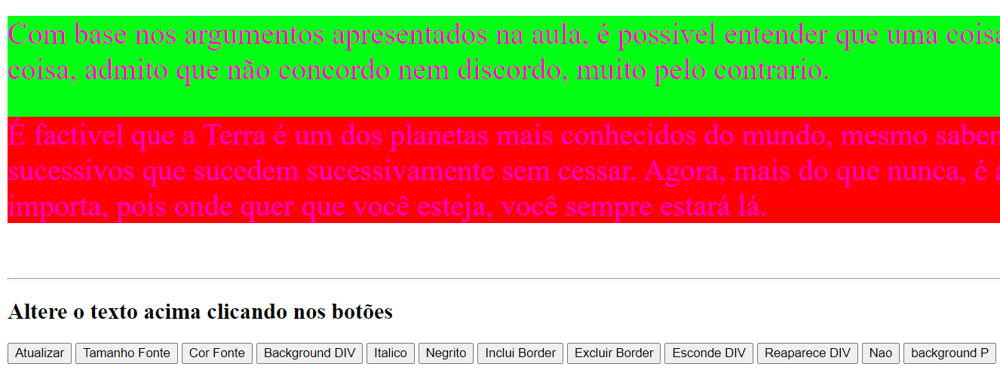 Com base nos argumentos apresentados na aula, é possivel entender que uma coisa
coisa, admito que não concordo nem discordo, muito pelo contrario.
É factivel que a Terra é um dos planetas mais conhecidos do mundo, mesmo saben
sucessivos que sucedem sucessivamente sem cessar. Agora, mais do que nunca, é a
importa, pois onde quer que você esteja, você sempre estará lá.
Altere o texto acima clicando nos botões
Atualizar Tamanho Fonte Cor Fonte Background DIV Italico Negrito Inclui Border Excluir Border Esconde DIV Reaparece DIV Nao background P